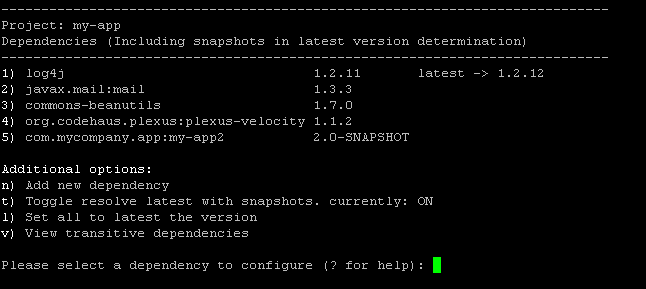 --------------------------------------------------------------------------
Project: my-app
Dependencies (Including snapshots in latest version determination)
--------------------------------------------------------------------------
1) log4j 1.2.11 latest -> 1.2.12
2) javax.mail:mail 1.3.3
3) commons-beanutils 1.7.0
4) org.codehaus.plexus:plexus-velocity 1.1.2
5) com.mycompany.app:my-app2 2.0-SNAPSHOT
Additional options:
n) Add new dependency
t) Toggle resolve latest with snapshots. currently: ON
l) Set all to latest the version
v) View transitive dependencies
Please select a dependency to configure (? for help):